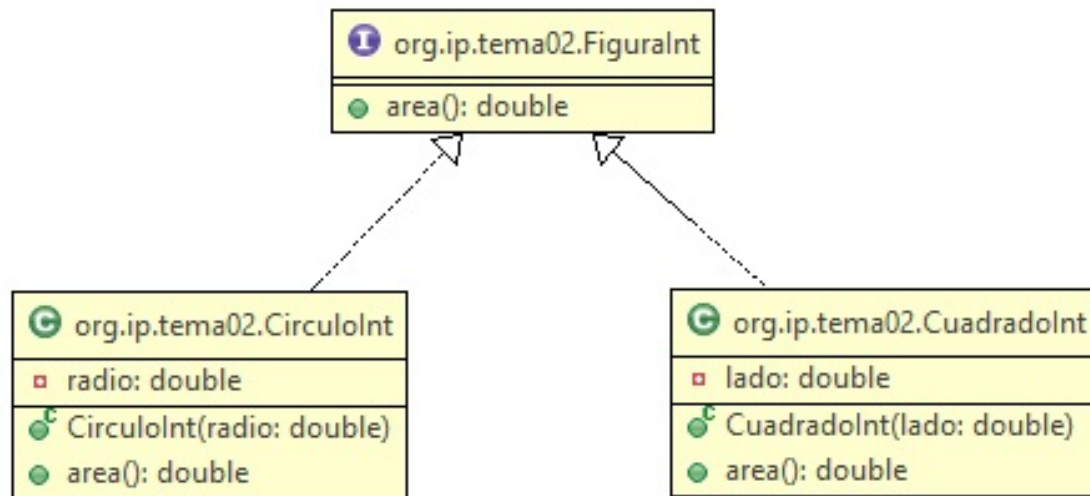 I org.ip.tema02.FiguraInt
area(): double
C org.ip.tema02.CirculoInt
radio: double
C CirculoInt(radio: double)
area(): double
C org.ip.tema02.CuadradoInt
lado: double
C CuadradoInt(lado: double)
area(): double